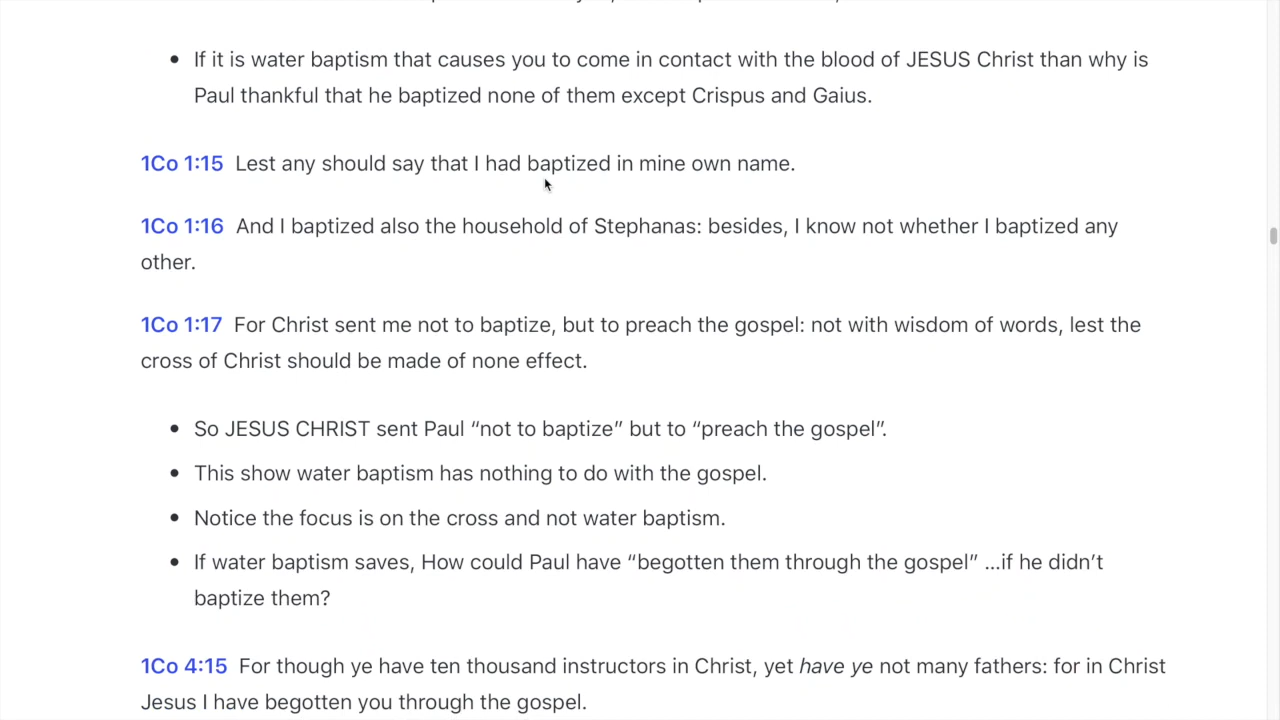 If it is water baptism that causes you to come in contact with the blood of JESUS Christ than why is
Paul thankful that he baptized none of them except Crispus and Gaius.
1Co 1:15 Lest any should say that I had baptized in mine own name.
1Co 1:16 And I baptized also the household of Stephanas: besides, I know not whether I baptized any
other.
1Co 1:17 For Christ sent me not to baptize, but to preach the gospel: not with wisdom of words, lest the
cross of Christ should be made of none effect.
So JESUS CHRIST sent Paul “not to baptize” but to “preach the gospel”.
This show water baptism has nothing to do with the gospel.
Notice the focus is on the cross and not water baptism.
If water baptism saves, How could Paul have “begotten them through the gospel” …if he didn’t
baptize them?
1Co 4:15 For though ye have ten thousand instructors in Christ, yet have ye not many fathers: for in Christ
Jesus I have begotten you through the gospel.